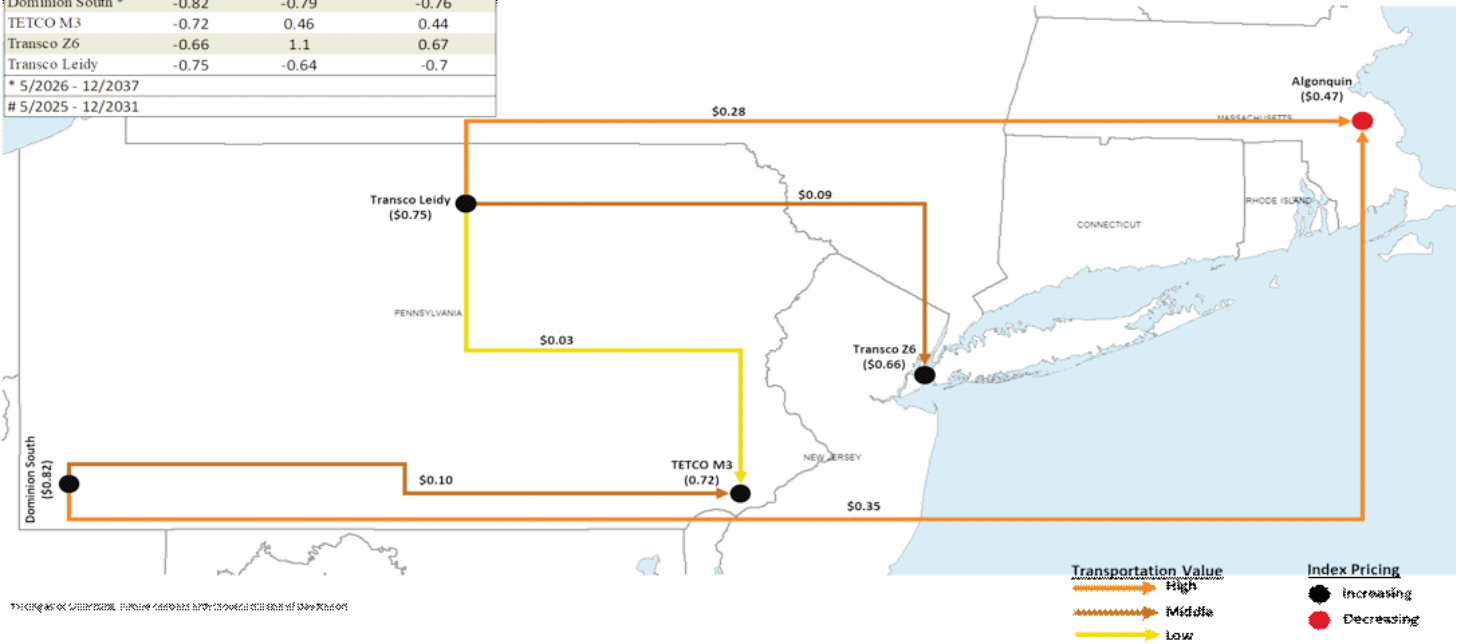 Dominion South * -0.82 -0.79 -0.76
TETCO M3 -0.72 0.46 0.44
Transco Z6 -0.66 1.1 0.67
Transco Leidy -0.75 -0.64 -0.7
* 5/2026 - 12/2037
# 5/2025 - 12/2031
Algonquin
($0.47)
$0.28
MASSACHUSETTS
Transco Leidy
($0.75)
$0.09
RHODE ISLAND
CONNECTICUT
PENNSYLVANIA
$0.03
Transco Z6
($0.66)
Dominion South
($0.82)
TETCO M3
(0.72)
NEW JERSEY
$0.10
$0.35
Transportation Value
High
Middle
Low
Index Pricing
Increasing
Decreasing